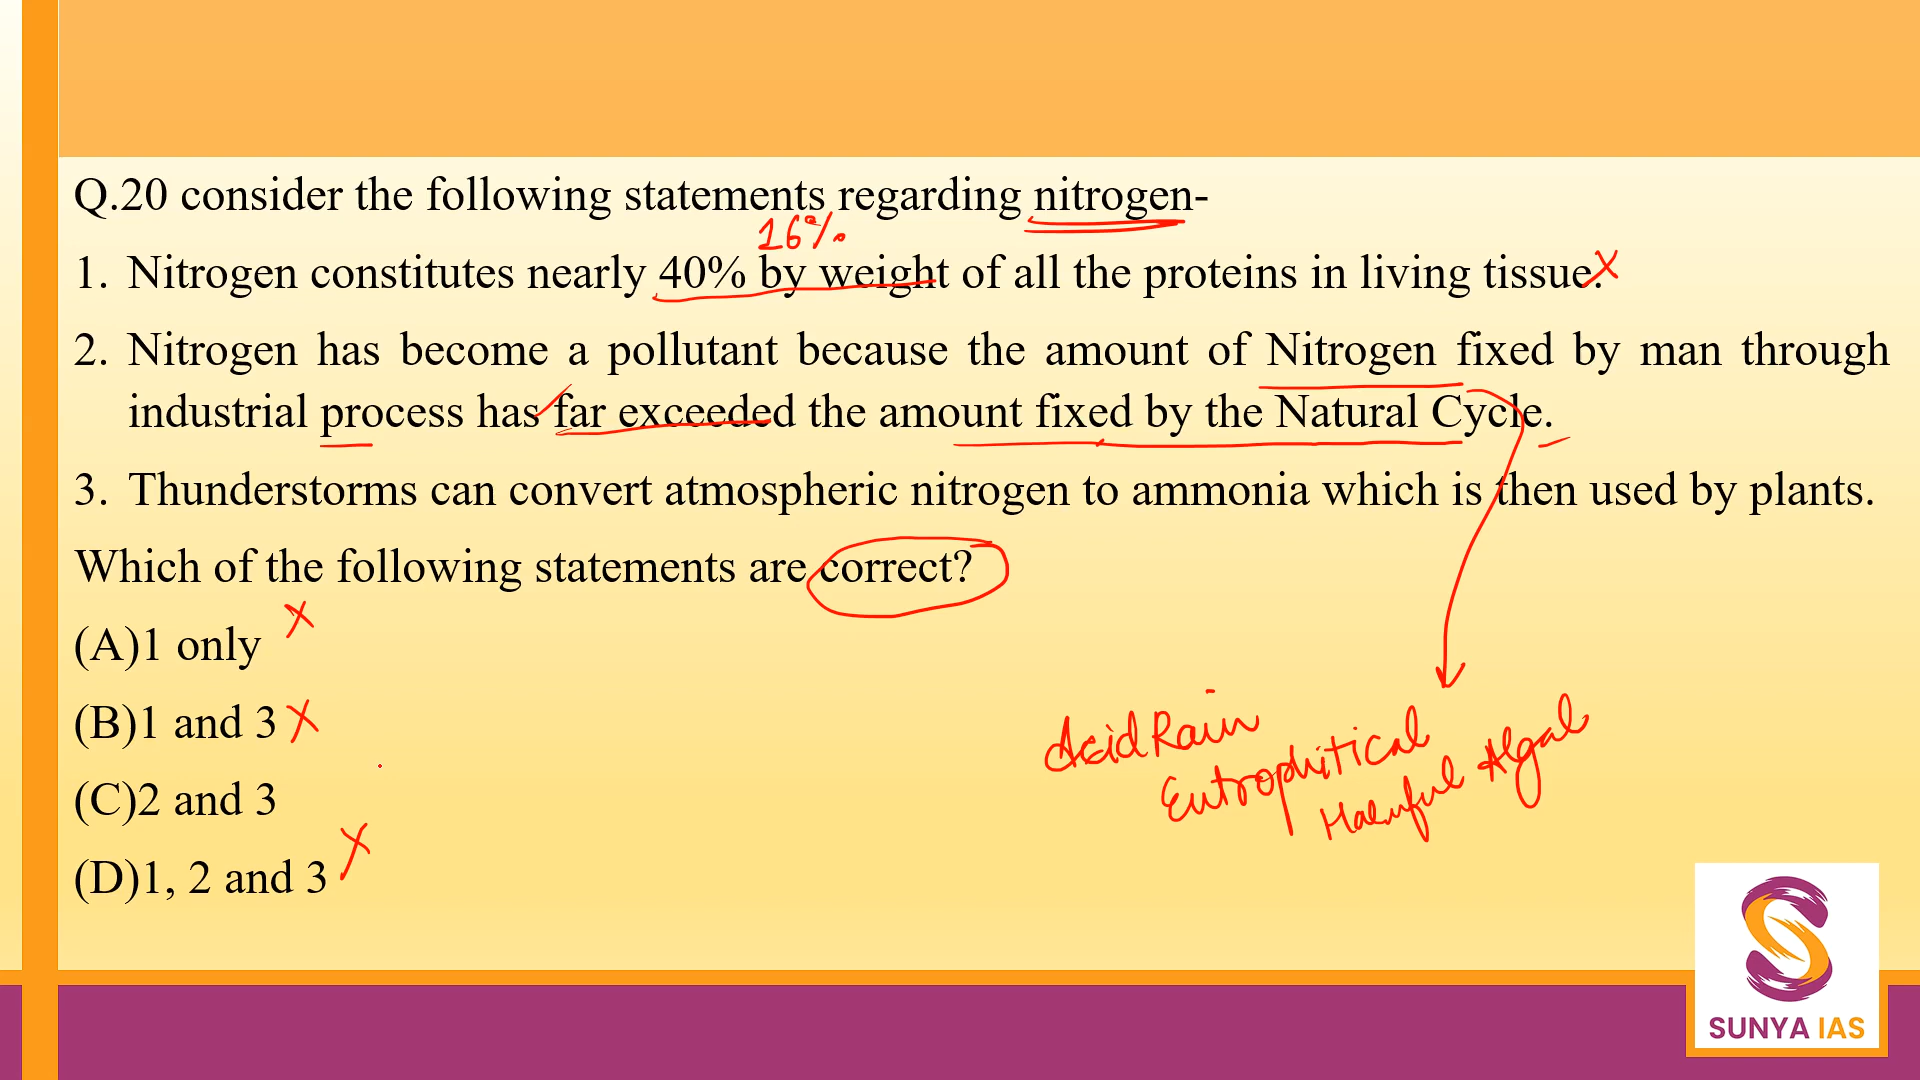 Q.20 consider the following statements regarding nitrogen-
16%
1. Nitrogen constitutes nearly 40% by weight of all the proteins in living tissue.
2. Nitrogen has become a pollutant because the amount of Nitrogen fixed by man through
industrial process has far exceeded the amount fixed by the Natural Cycle.
3. Thunderstorms can convert atmospheric nitrogen to ammonia which is then used by plants.
Which of the following statements are correct?
(A)1 only
(B)1 and 3
(C)2 and 3
(D)1, 2 and 3
Acid Rain
Eutrophitical
Harmful Algal
SUNYA IAS